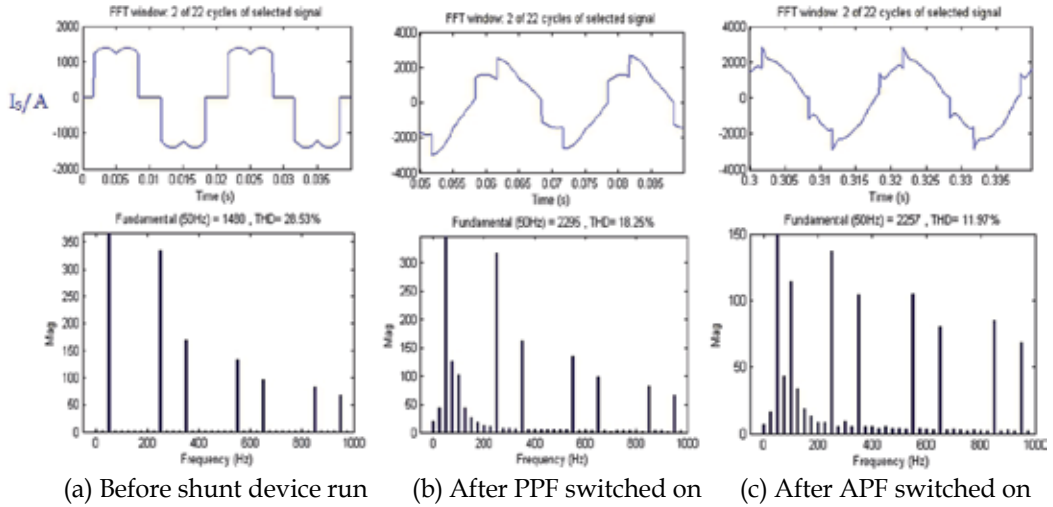 FFT window: 2 of 22 cycles of selected signal
2000
1000
0
-1000
-2000
0 0.005 0.01 0.015 0.02 0.025 0.03 0.035
Time (s)
Is/A
Fundamental (50Hz) = 1480 , THD= 28.53%
350
300
250
200
150
100
50
0
Mag
0 200 400 600 800 1000
Frequency (Hz)
(a) Before shunt device run
FFT window: 2 of 22 cycles of selected signal
4000
2000
0
-2000
-4000
0.05 0.055 0.06 0.065 0.07 0.075 0.08 0.085
Time (s)
Fundamental (50Hz) = 2295 , THD= 18.25%
300
250
200
150
100
50
0
Mag
0 200 400 600 800 1000
Frequency (Hz)
(b) After PPF switched on
FFT window: 2 of 22 cycles of selected signal
4000
2000
0
-2000
-4000
0.3 0.305 0.31 0.315 0.32 0.325 0.33 0.335
Time (s)
Fundamental (50Hz) = 2257 , THD= 11.97%
150
100
50
0
Mag
0 200 400 600 800 1000
Frequency (Hz)
(c) After APF switched on